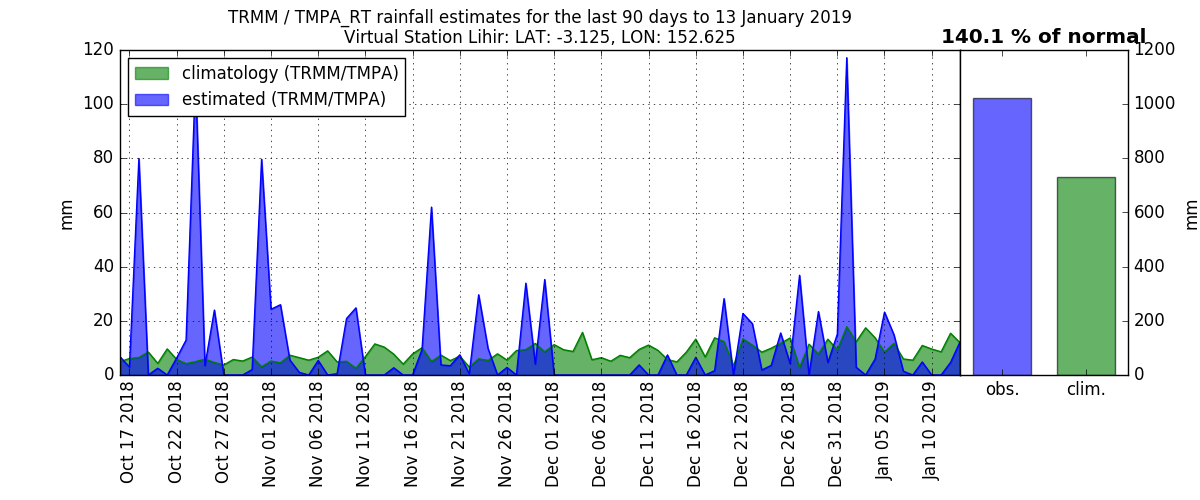 TRMM / TMPA_RT rainfall estimates for the last 90 days to 13 January 2019
Virtual Station Lihir: LAT: -3.125, LON: 152.625
140.1 % of normal
climatology (TRMM/TMPA)
estimated (TRMM/TMPA)
120
100
80
60
40
20
0
mm
Oct 17 2018
Oct 22 2018
Oct 27 2018
Nov 01 2018
Nov 06 2018
Nov 11 2018
Nov 16 2018
Nov 21 2018
Nov 26 2018
Dec 01 2018
Dec 06 2018
Dec 11 2018
Dec 16 2018
Dec 21 2018
Dec 26 2018
Dec 31 2018
Jan 05 2019
Jan 10 2019
obs.
clim.
1200
1000
800
600
400
200
0
mm